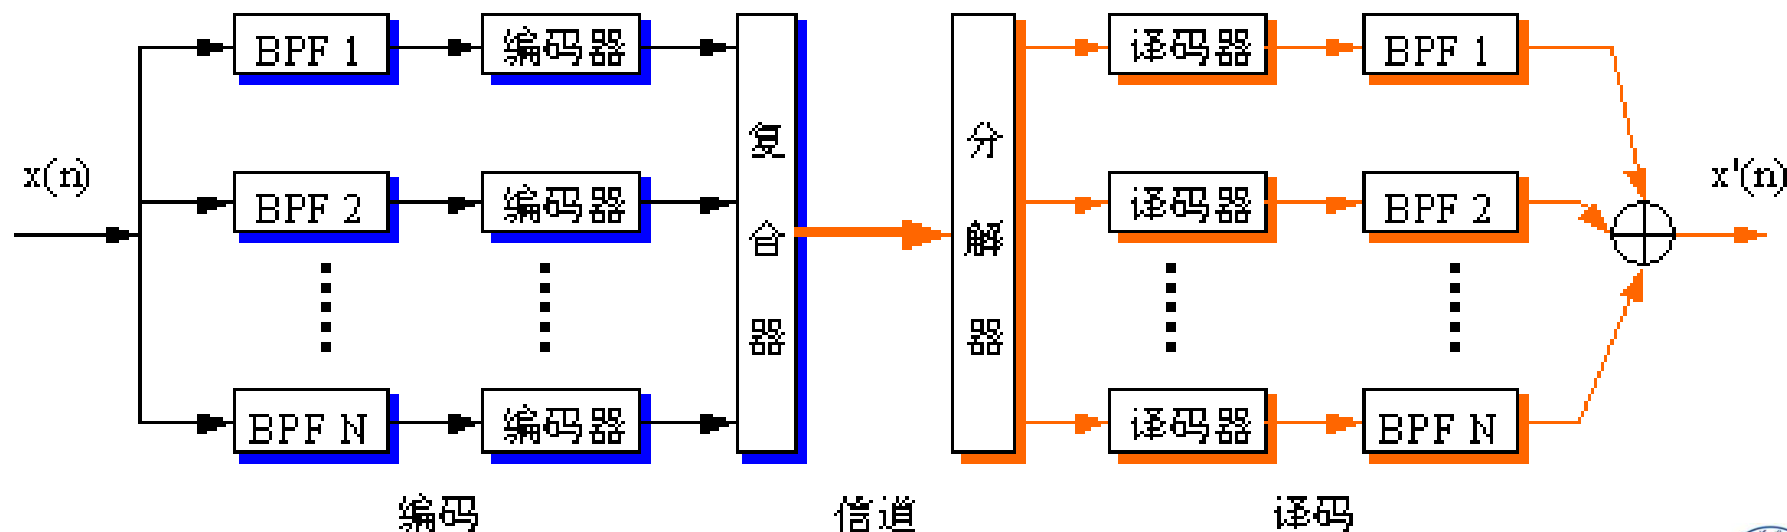 BPF 1 编码器 译码器 BPF 1
复合器
分解器
x(n) BPF 2 编码器 译码器 BPF 2 x'(n)
BPF N 编码器 译码器 BPF N
编码 信道 译码